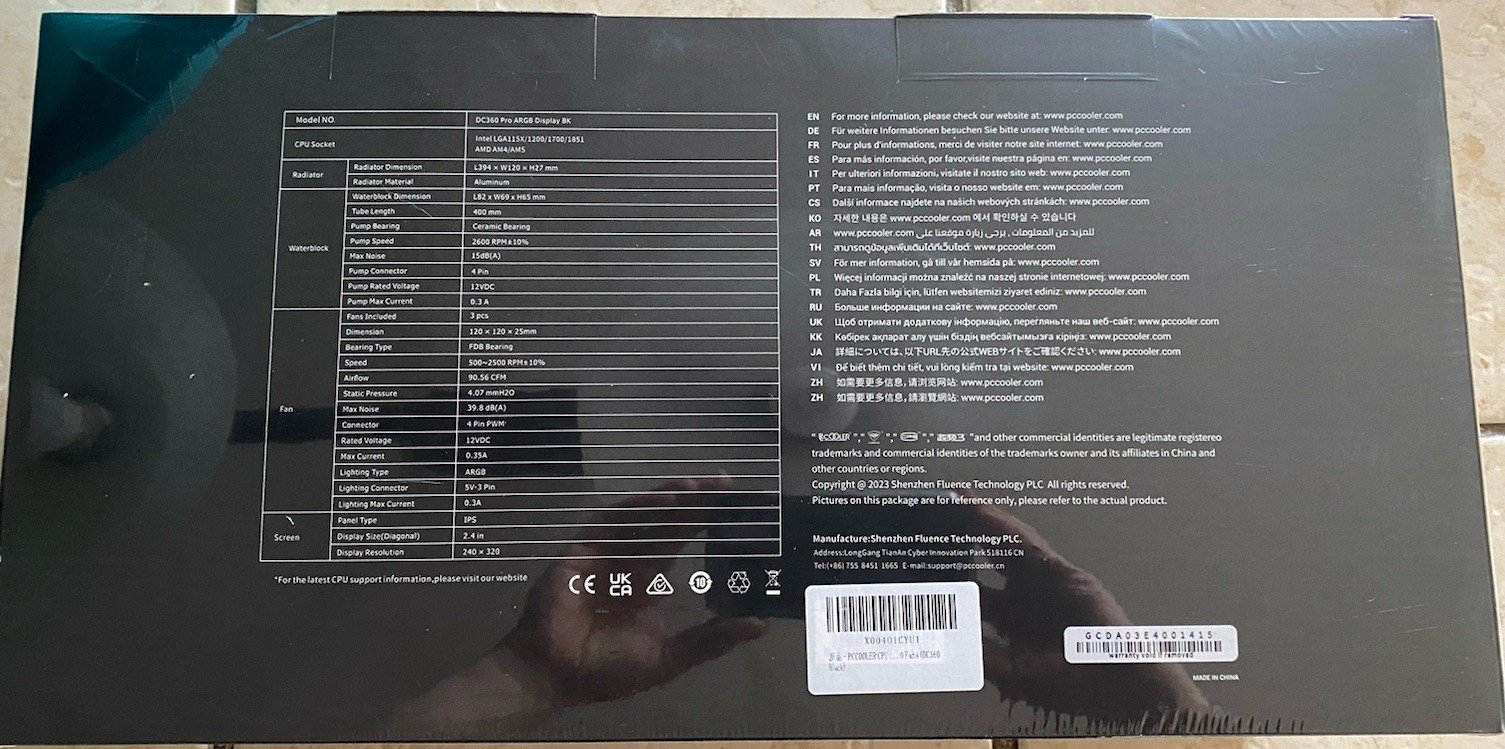 Model NO. DC360 Pro ARGB Display BK
CPU Socket Intel LGA115X/1200/1700/1851
AMD AM4/AM5
Radiator Radiator Dimension L394 × W120 × H27 mm
Radiator Material Aluminum
Waterblock Waterblock Dimension L82 x W69 x H65 mm
Tube Length 400 mm
Pump Bearing Ceramic Bearing
Pump Speed 2600 RPM±10%
Max Noise 15dB(A)
Pump Connector 4 Pin
Pump Rated Voltage 12VDC
Pump Max Current 0.3 A
Fan Fans Included 3 pcs
Dimension 120 × 120 × 25mm
Bearing Type FDB Bearing
Speed 500~2500 RPM±10%
Airflow 90.56 CFM
Static Pressure 4.07 mmH2O
Max Noise 39.8 dB(A)
Connector 4 Pin PWM
Rated Voltage 12VDC
Max Current 0.35A
Lighting Type ARGB
Lighting Connector 5V-3 Pin
Lighting Max Current 0.3A
Screen Panel Type IPS
Display Size(Diagonal) 2.4 in
Display Resolution 240 × 320
*For the latest CPU support information,please visit our website
CE UK CA 10
EN For more information, please check our website at: www.pccooler.com
DE Für weitere Informationen besuchen Sie bitte unsere Website unter: www.pccooler.com
FR Pour plus d'informations, merci de visiter notre site internet: www.pccooler.com
ES Para más información, por favor,visite nuestra página en: www.pccooler.com
IT Per ulteriori informazioni, visitate il nostro sito web: www.pccooler.com
PT Para mais informação, visita o nosso website em: www.pccooler.com
CS Další informace najdete na našich webových stránkách: www.pccooler.com
KO 자세한 내용은 www.pccooler.com 에서 확인하실 수 있습니다
AR للمزيد من المعلومات , يرجى زيارة موقعنا على www.pccooler.com
TH สามารถดูข้อมูลเพิ่มเติมได้ที่เว็บไซต์: www.pccooler.com
SV För mer information, gå till vår hemsida på: www.pccooler.com
PL Więcej informacji można znaleźć na naszej stronie internetowej: www.pccooler.com
TR Daha Fazla bilgi için, lütfen websitemizi ziyaret ediniz: www.pccooler.com
RU Больше информации на сайте: www.pccooler.com
UK Щоб отримати додаткову інформацію, перегляньте наш веб-сайт: www.pccooler.com
KK Көбірек ақпарат алу үшін біздің вебсайтымызға кіріңіз: www.pccooler.com
JA 詳細については、以下URL先の公式WEBサイトをご確認ください: www.pccooler.com
VI Để biết thêm chi tiết, vui lòng kiểm tra tại website: www.pccooler.com
ZH 如需要更多信息,请浏览网站: www.pccooler.com
ZH 如需要更多信息,請瀏覽網站: www.pccooler.com
"PCCOOLER"," "," "," 超频3 "and other commercial identities are legitimate registereo
trademarks and commercial identities of the trademarks owner and its affiliates in China and
other countries or regions.
Copyright @ 2023 Shenzhen Fluence Technology PLC. All rights reserved.
Pictures on this package are for reference only, please refer to the actual product.
Manufacture:Shenzhen Fluence Technology PLC.
Address:LongGang TianAn Cyber Innovation Park 518116 CN
Tel:(+86) 755 8451 1665 E-mail:support@pccooler.cn
X00401CYU1
新品 - PCCOOLER CPU ... 0 Fans (DC360
Black)
GCDA03E4001415
warranty void if removed
MADE IN CHINA